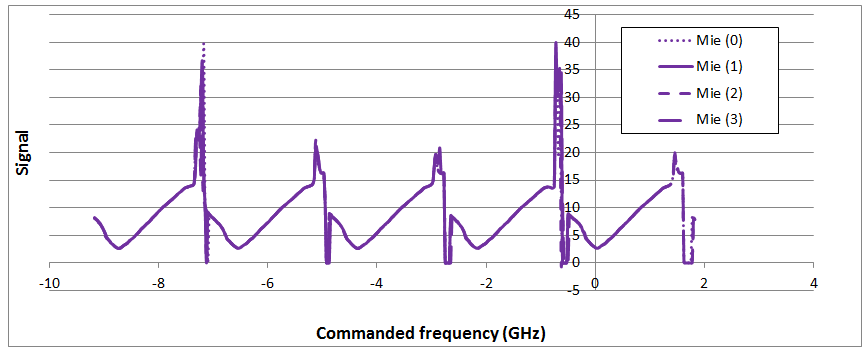 45
40
35
30
25
20
15
10
5
0
-5
Mie (0)
Mie (1)
Mie (2)
Mie (3)
Signal
-10 -8 -6 -4 -2 0 2 4
Commanded frequency (GHz)